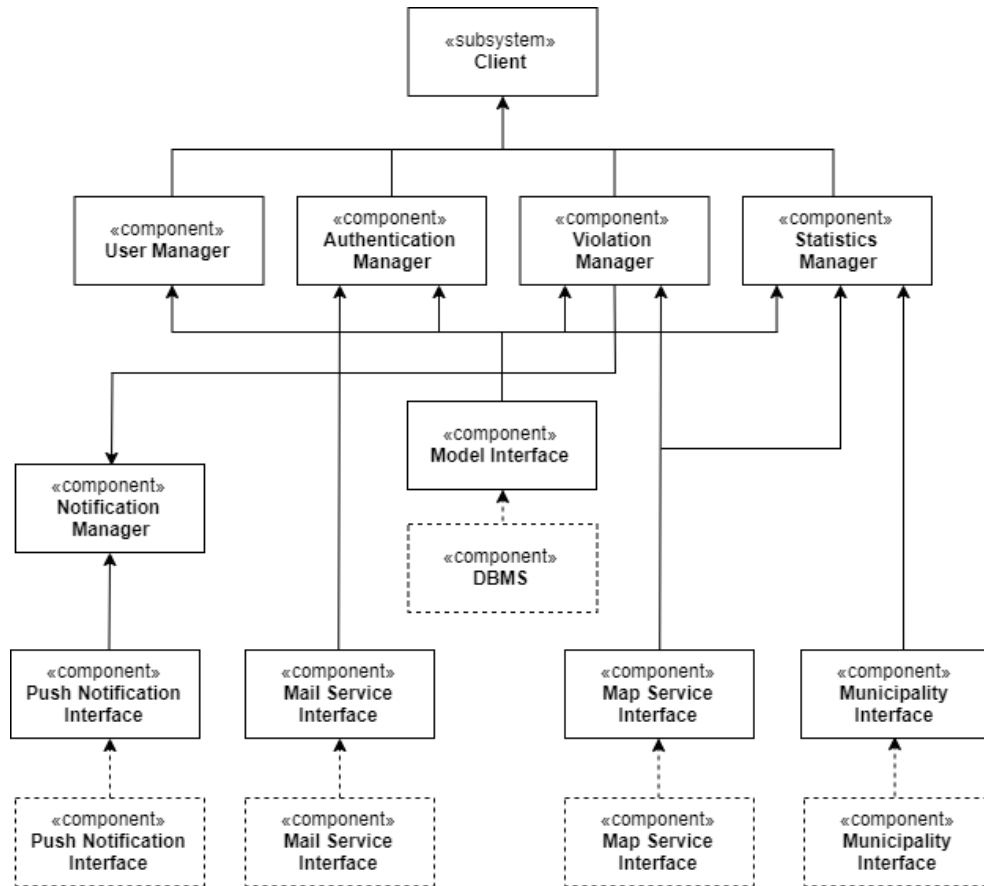 «subsystem»
Client
«component»
User Manager
«component»
Authentication
Manager
«component»
Violation
Manager
«component»
Statistics
Manager
«component»
Model Interface
«component»
Notification
Manager
«component»
DBMS
«component»
Push Notification
Interface
«component»
Mail Service
Interface
«component»
Map Service
Interface
«component»
Municipality
Interface
«component»
Push Notification
Interface
«component»
Mail Service
Interface
«component»
Map Service
Interface
«component»
Municipality
Interface